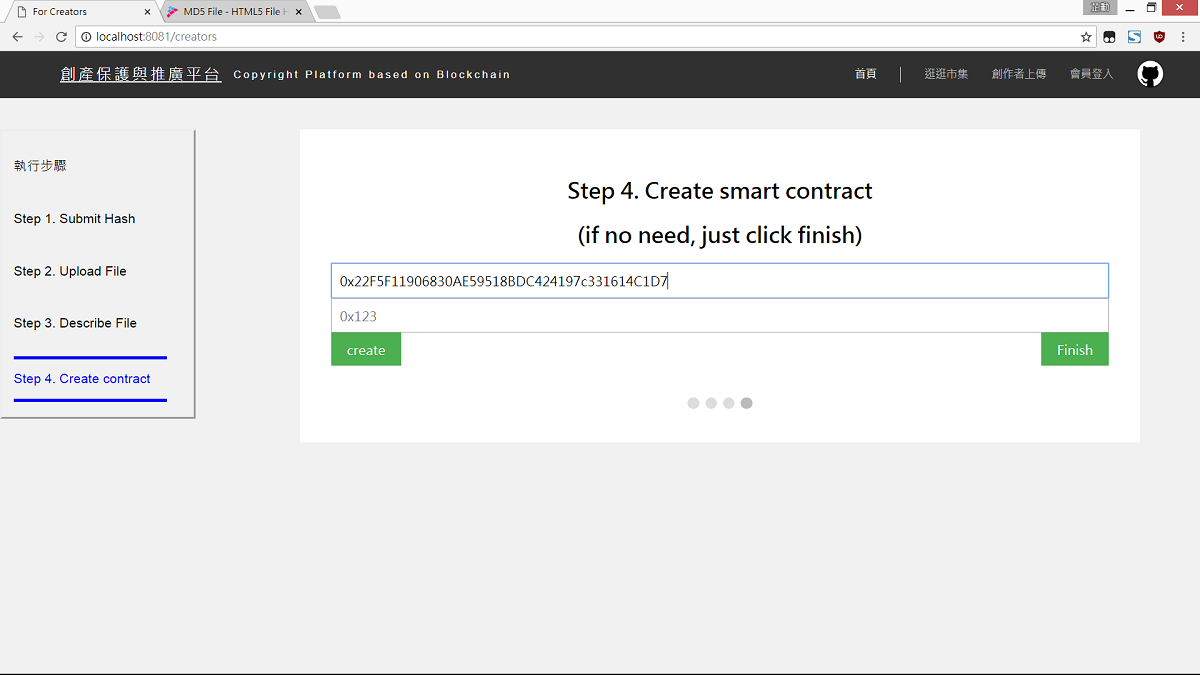 For Creators
MD5 File - HTML5 File H
localhost:8081/creators
創產保護與推廣平台 Copyright Platform based on Blockchain
首頁 | 逛逛市集 創作者上傳 會員登入
執行步驟
Step 1. Submit Hash
Step 2. Upload File
Step 3. Describe File
Step 4. Create contract
Step 4. Create smart contract
(if no need, just click finish)
0x22F5F11906830AE59518BDC424197c331614C1D7
0x123
create
Finish